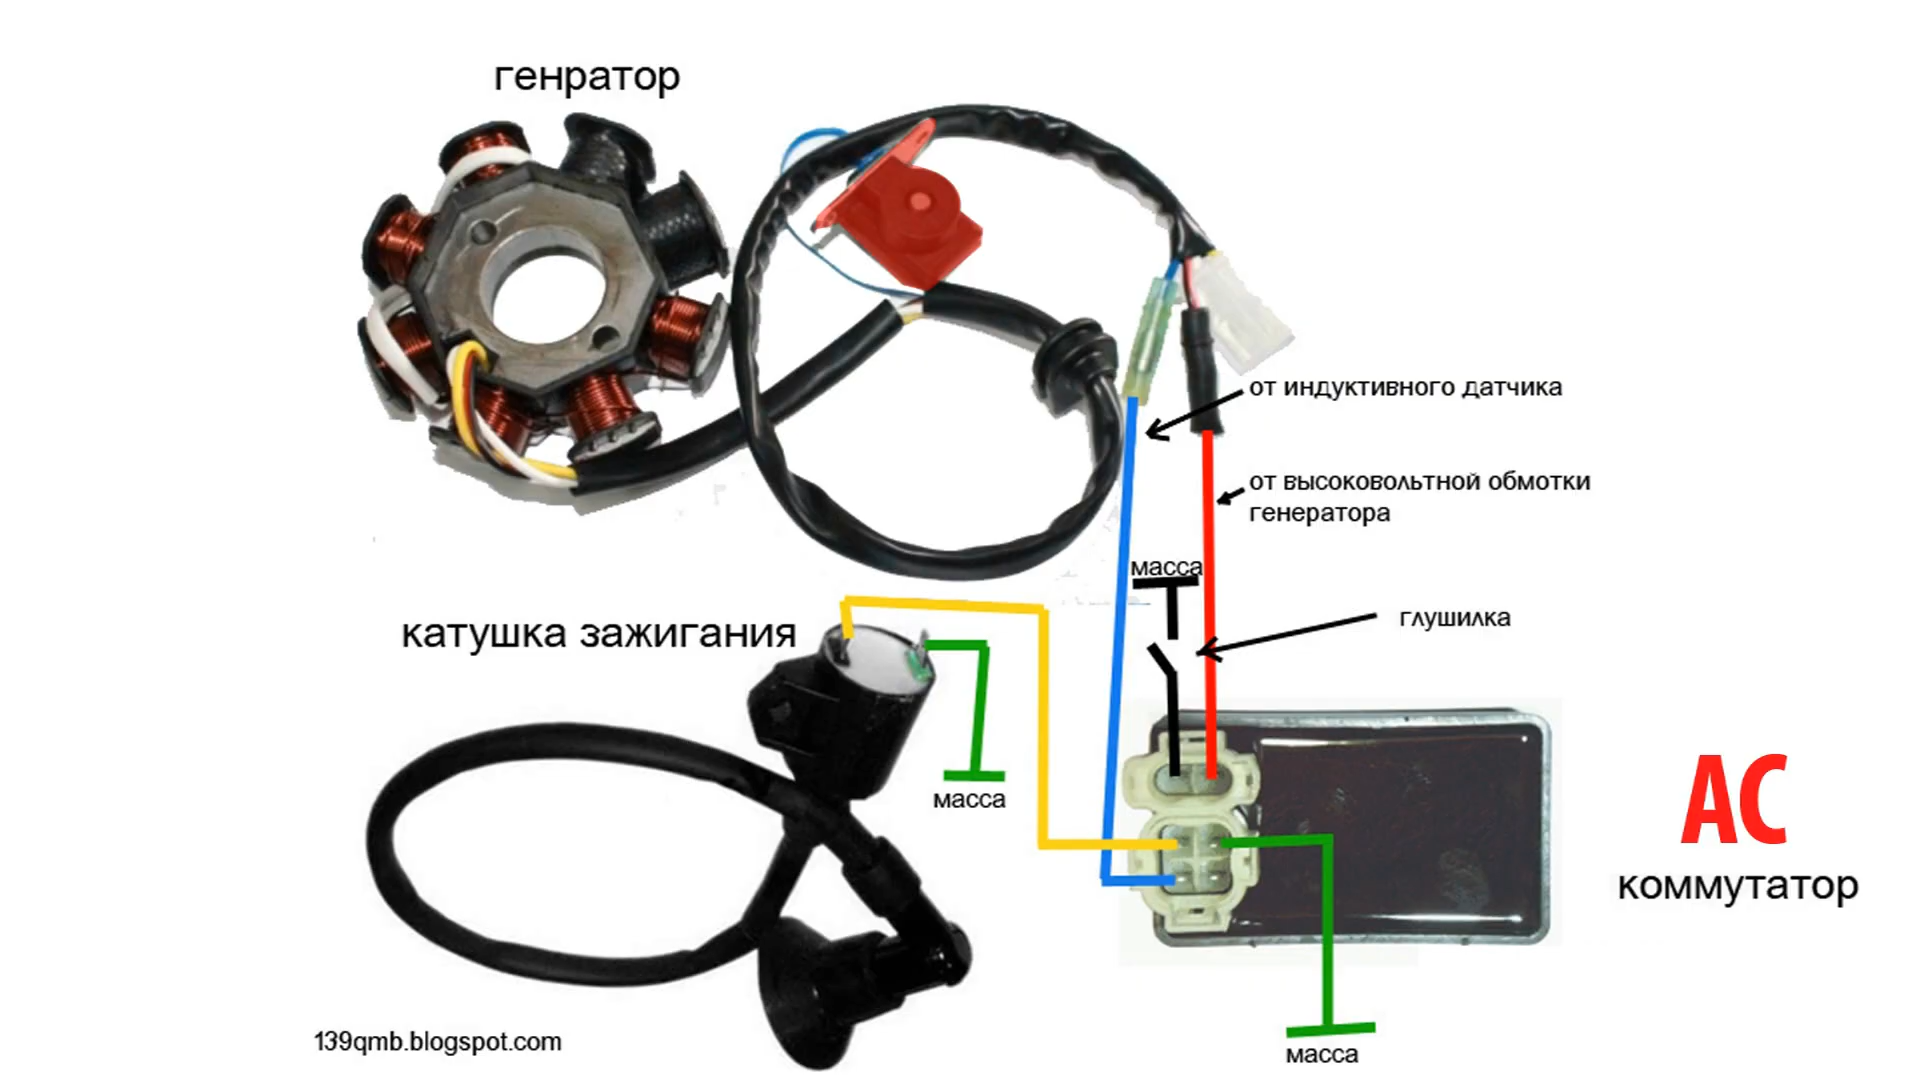 генратор
от индуктивного датчика
от высоковольтной обмотки
генератора
масса
глушилка
катушка зажигания
масса
AC
коммутатор
139qmb.blogspot.com
масса